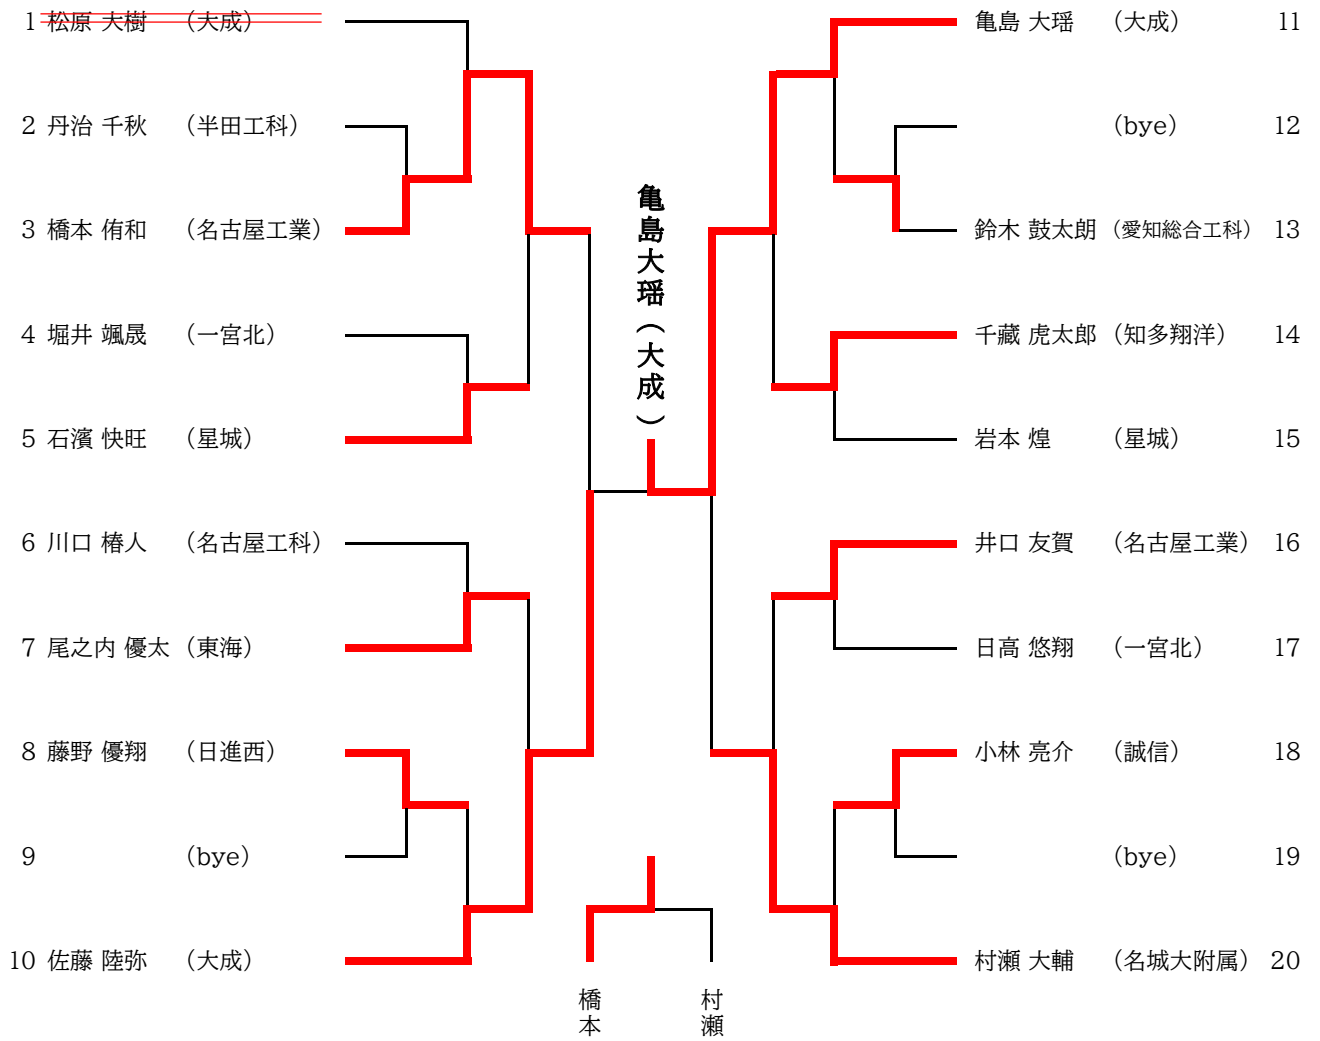 1 松原 大樹 （大成）
2 丹治 千秋 （半田工科）
3 橋本 侑和 （名古屋工業）
4 堀井 颯晟 （一宮北）
5 石濱 快旺 （星城）
6 川口 椿人 （名古屋工科）
7 尾之内 優太 （東海）
8 藤野 優翔 （日進西）
9 （bye）
10 佐藤 陸弥 （大成）
亀島大瑶（大成）
橋本
村瀬
亀島 大瑶 （大成） 11
（bye） 12
鈴木 鼓太朗 （愛知総合工科） 13
千藏 虎太郎 （知多翔洋） 14
岩本 煌 （星城） 15
井口 友賀 （名古屋工業） 16
日高 悠翔 （一宮北） 17
小林 亮介 （誠信） 18
（bye） 19
村瀬 大輔 （名城大附属） 20